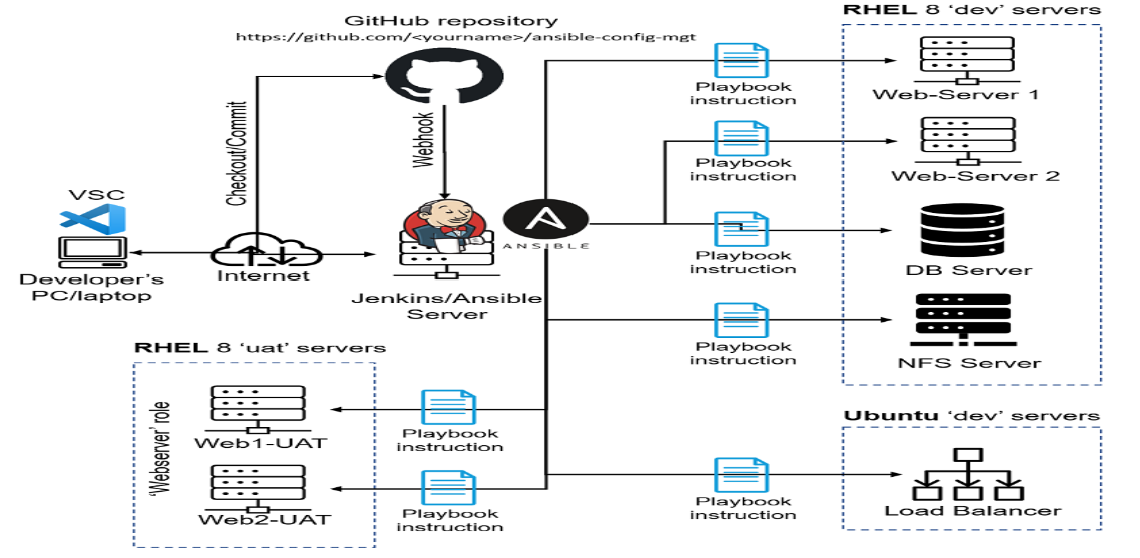 GitHub repository
https://github.com/<yourname>/ansible-config-mgt
RHEL 8 ‘dev’ servers
Playbook
instruction
Web-Server 1
Checkout/Commit
Webhook
Playbook
instruction
Web-Server 2
VSC
Developer’s
PC/laptop
Internet
Jenkins/Ansible
Server
A
ANSIBLE
Playbook
instruction
DB Server
Playbook
instruction
NFS Server
RHEL 8 ‘uat’ servers
‘Webserver’ role
Web1-UAT
Playbook
instruction
Web2-UAT
Playbook
instruction
Ubuntu ‘dev’ servers
Playbook
instruction
Load Balancer